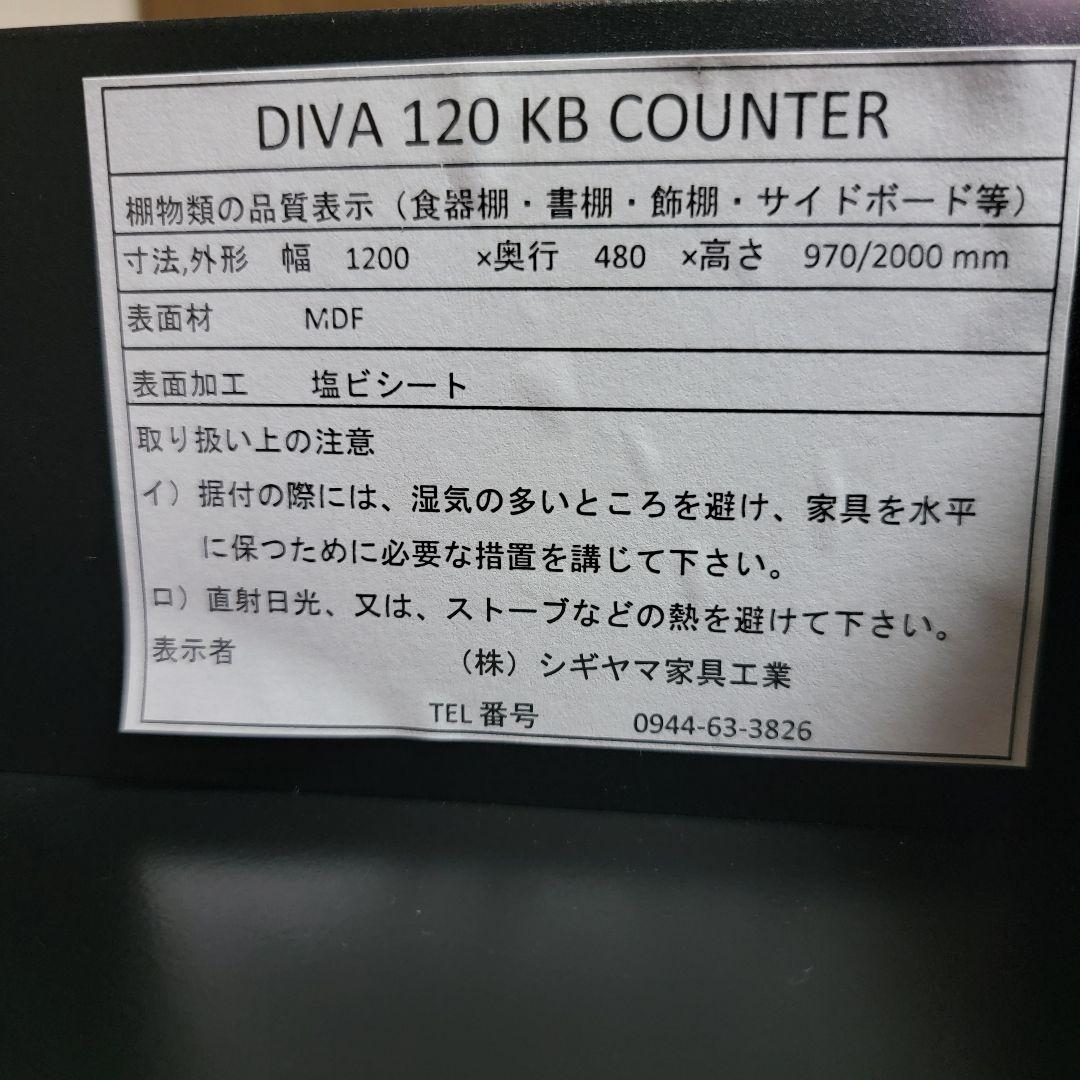 DIVA 120 KB COUNTER
棚物類の品質表示（食器棚・書棚・飾棚・サイドボード等）
寸法,外形 幅 1200 ×奥行 480 ×高さ 970/2000 mm
表面材 MDF
表面加工 塩ビシート
取り扱い上の注意
イ）据付の際には、湿気の多いところを避け、家具を水平
に保つために必要な措置を講じて下さい。
ロ）直射日光、又は、ストーブなどの熱を避けて下さい。
表示者 （株）シギヤマ家具工業
TEL 番号 0944-63-3826